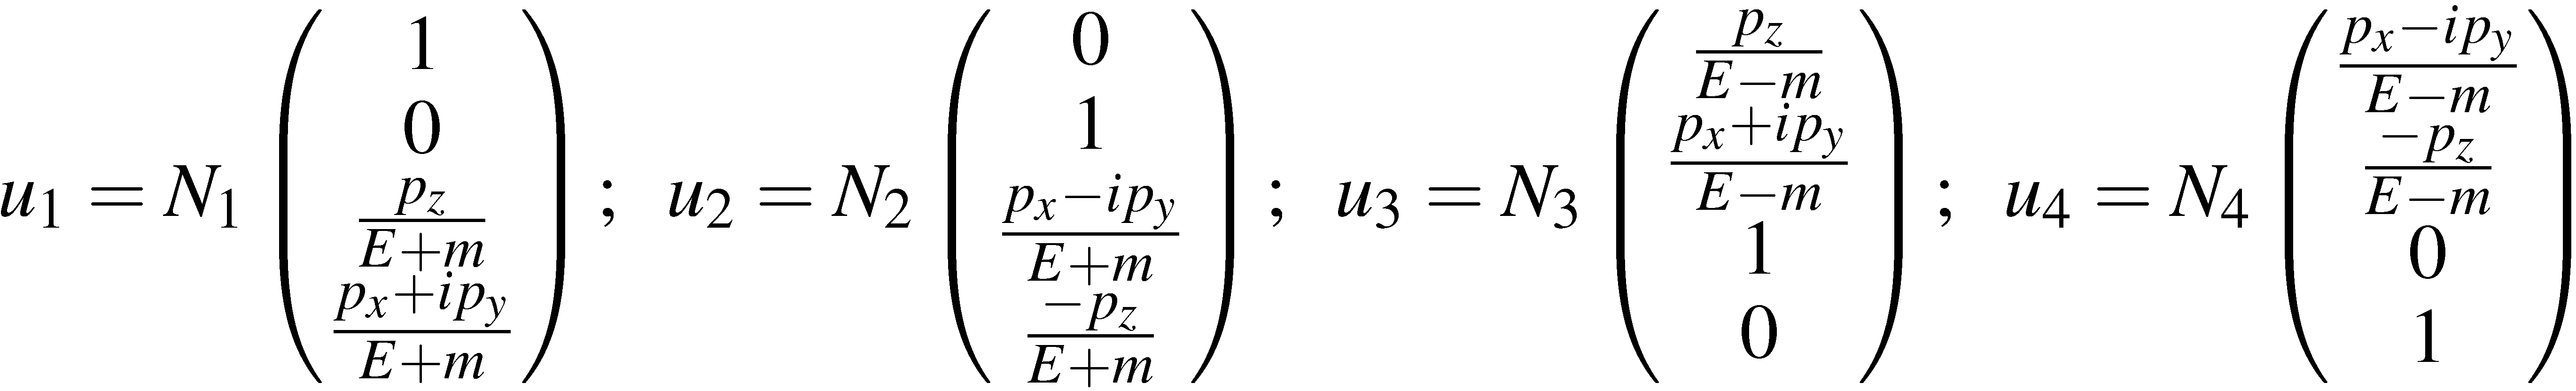 u_1 = N_1 \begin{pmatrix} 1 \\ 0 \\ \frac{p_z}{E+m} \\ \frac{p_x+ip_y}{E+m} \end{pmatrix}; u_2 = N_2 \begin{pmatrix} 0 \\ 1 \\ \frac{p_x-ip_y}{E+m} \\ \frac{-p_z}{E+m} \end{pmatrix}; u_3 = N_3 \begin{pmatrix} \frac{p_z}{E-m} \\ \frac{p_x+ip_y}{E-m} \\ 1 \\ 0 \end{pmatrix}; u_4 = N_4 \begin{pmatrix} \frac{p_x-ip_y}{E-m} \\ \frac{-p_z}{E-m} \\ 0 \\ 1 \end{pmatrix}